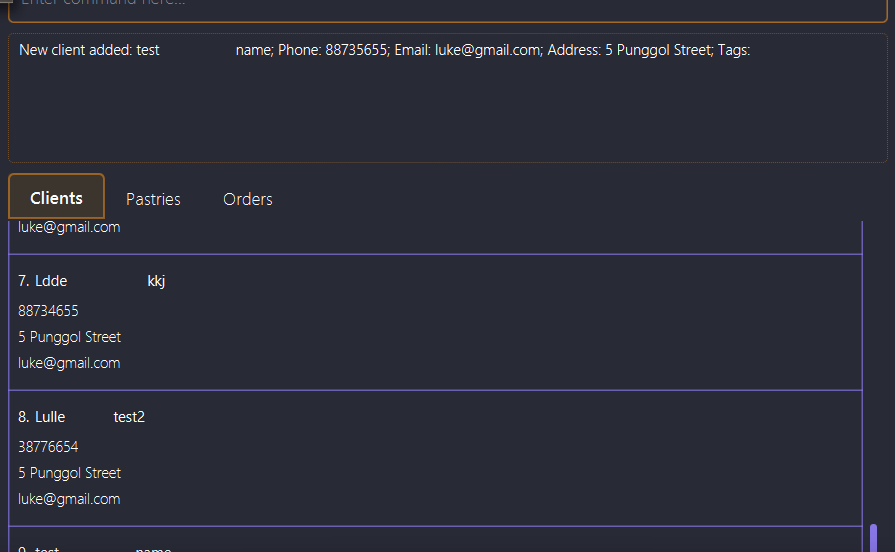 Enter command here...
New client added: test                name; Phone: 88735655; Email: luke@gmail.com; Address: 5 Punggol Street; Tags:
Clients Pastries Orders
luke@gmail.com
7. Ldde                kkj
88734655
5 Punggol Street
luke@gmail.com
8. Lulle          test2
38776654
5 Punggol Street
luke@gmail.com
9. test                name